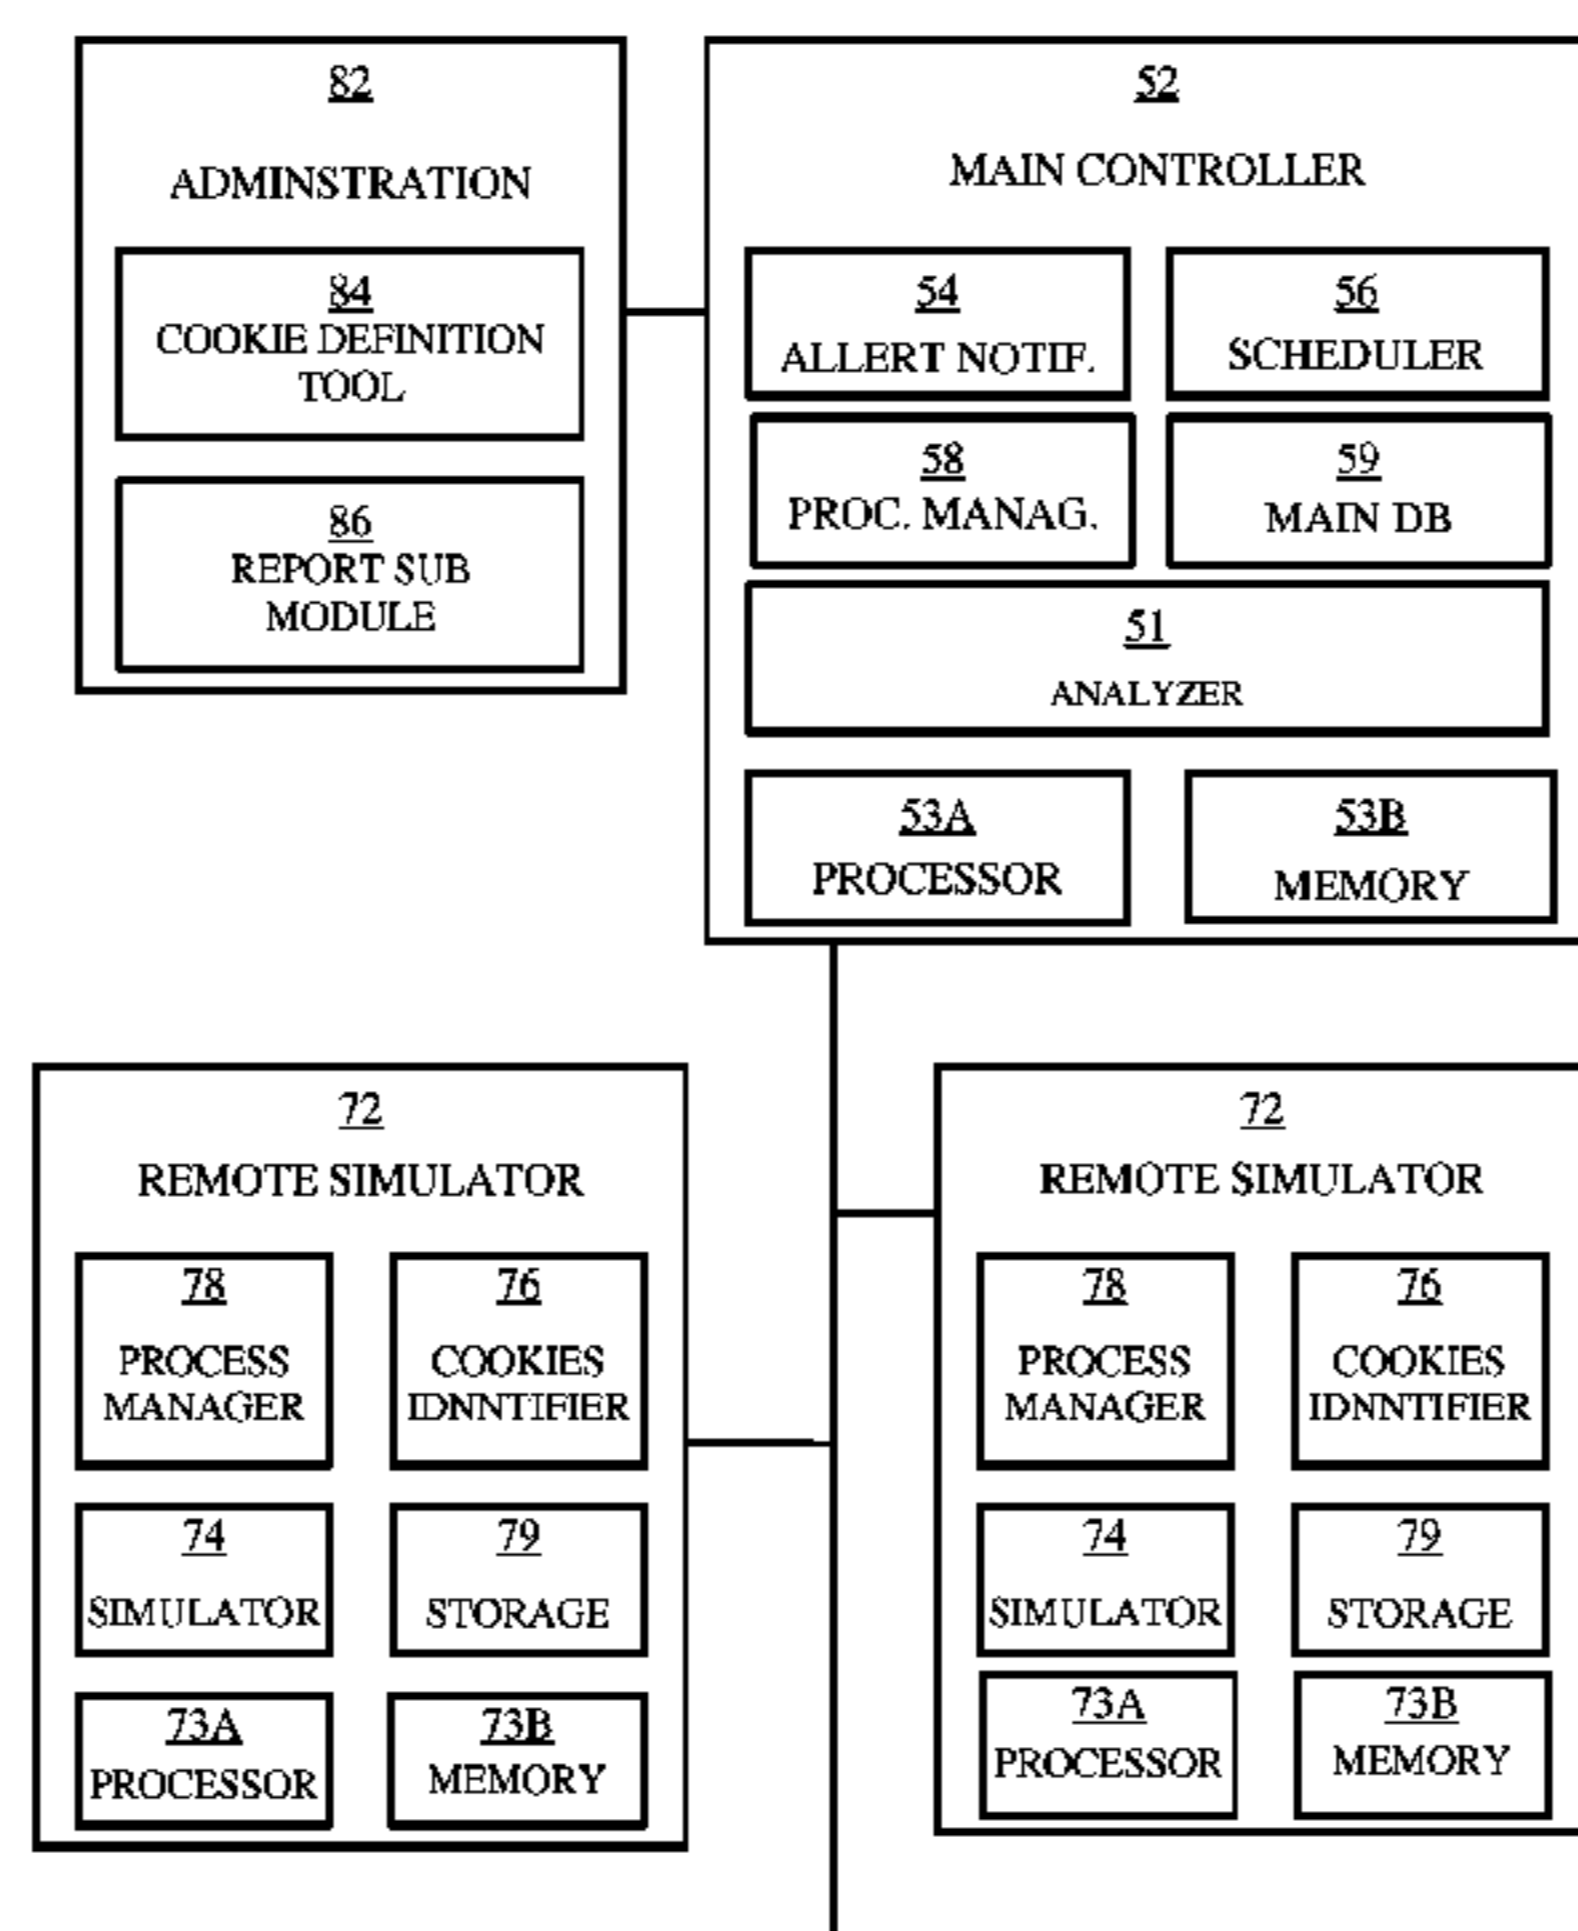 82
ADMINSTRATION
84
COOKIE DEFINITION
TOOL
86
REPORT SUB
MODULE
52
MAIN CONTROLLER
54
ALLERT NOTIF.
56
SCHEDULER
58
PROC. MANAG.
59
MAIN DB
51
ANALYZER
53A
PROCESSOR
53B
MEMORY
72
REMOTE SIMULATOR
78
PROCESS
MANAGER
76
COOKIES
IDNNTIFIER
74
SIMULATOR
79
STORAGE
73A
PROCESSOR
73B
MEMORY
72
REMOTE SIMULATOR
78
PROCESS
MANAGER
76
COOKIES
IDNNTIFIER
74
SIMULATOR
79
STORAGE
73A
PROCESSOR
73B
MEMORY